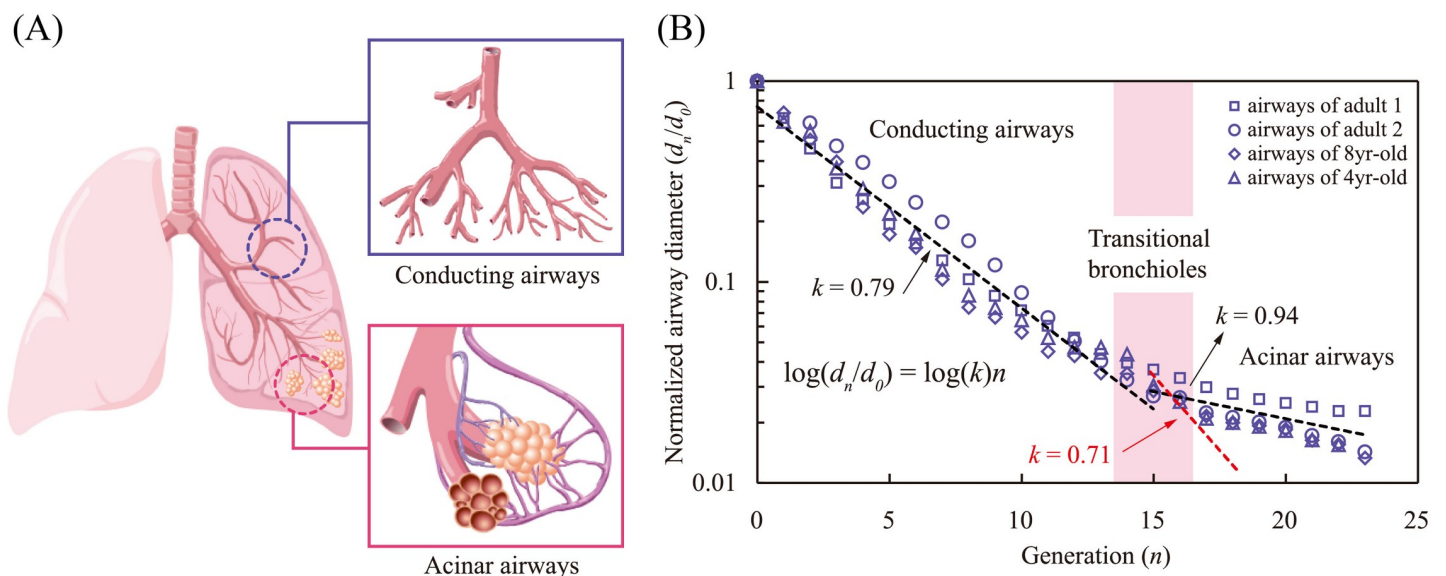 (A)
Conducting airways
Acinar airways
(B)
Normalized airway diameter (dₙ/d₀)
1
0.1
0.01
Conducting airways
airways of adult 1
airways of adult 2
airways of 8yr-old
airways of 4yr-old
Transitional
bronchioles
k = 0.79
k = 0.94
Acinar airways
log(dₙ/d₀) = log(k)n
k = 0.71
0 5 10 15 20 25
Generation (n)